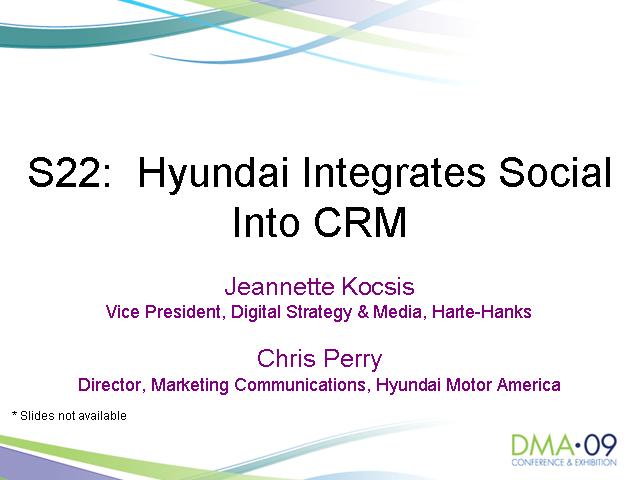 S22:  Hyundai Integrates Social
Into CRM
Jeannette Kocsis
Vice President, Digital Strategy & Media, Harte-Hanks
Chris Perry
Director, Marketing Communications, Hyundai Motor America
* Slides not available
DMA•09
CONFERENCE & EXHIBITION